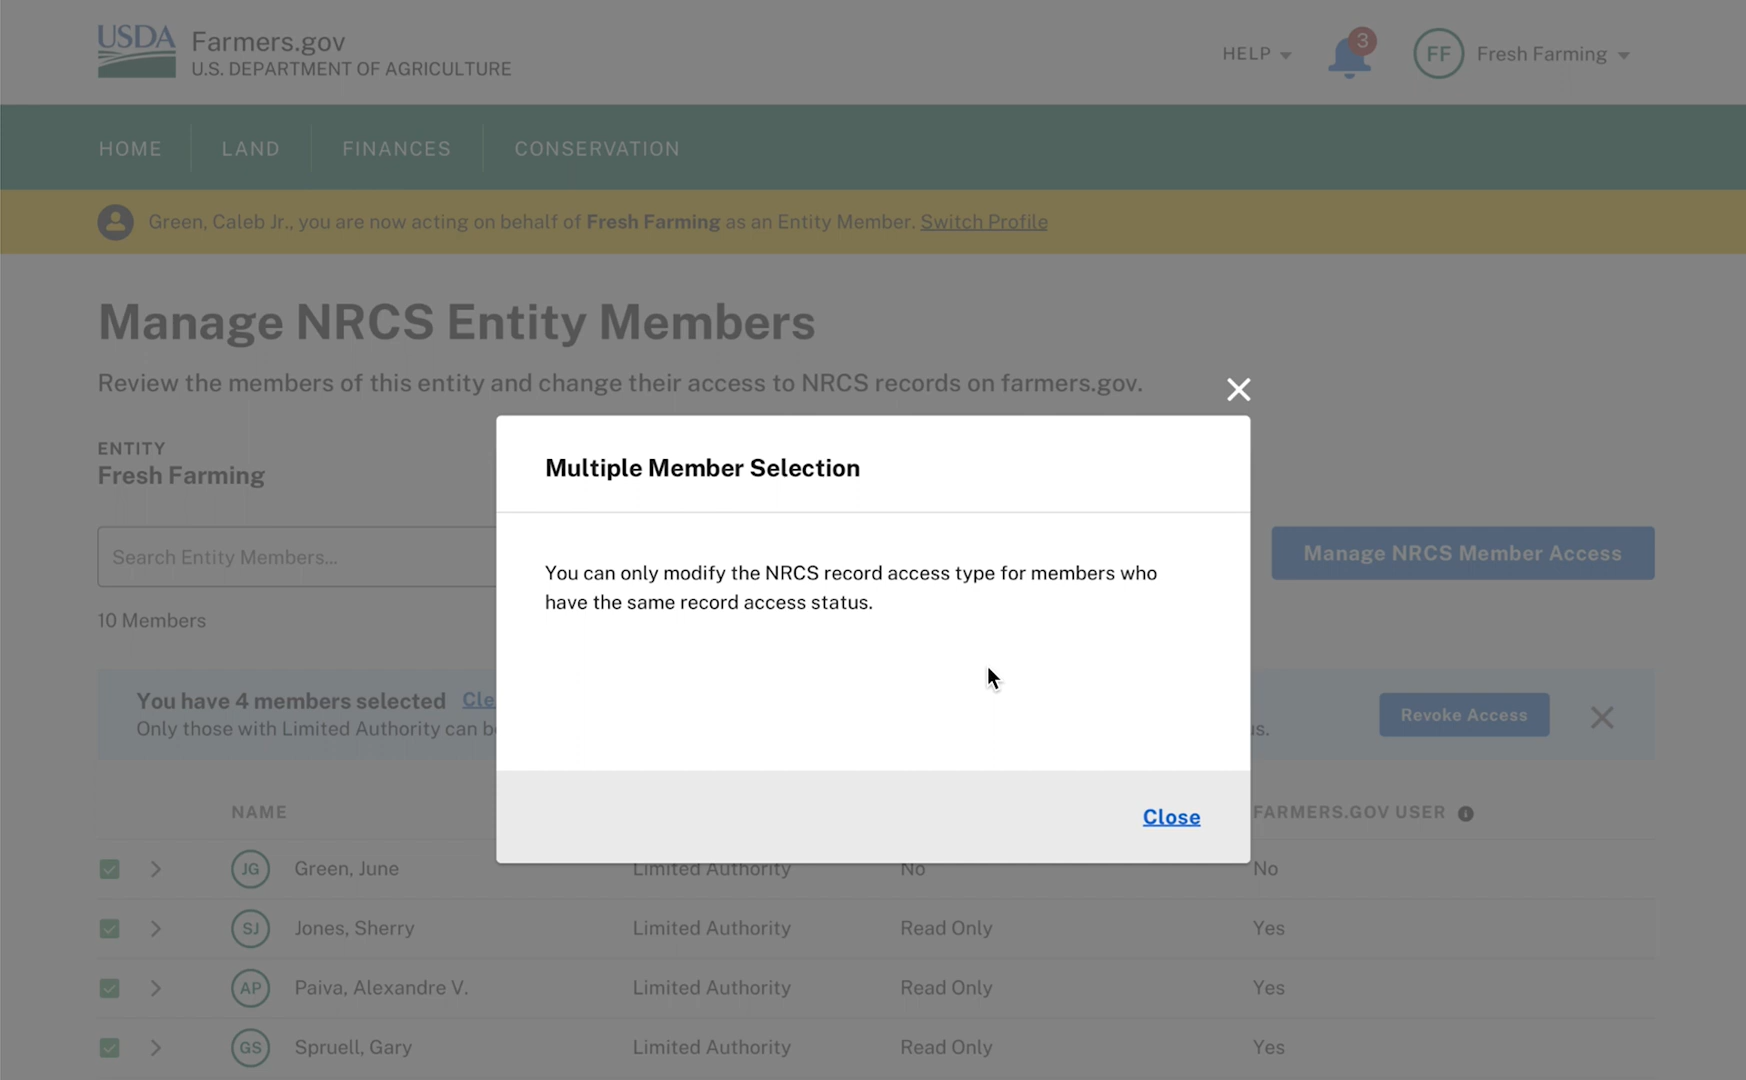 USDA
Farmers.gov
U.S. DEPARTMENT OF AGRICULTURE
HELP
3
FF
Fresh Farming
HOME
LAND
FINANCES
CONSERVATION
Green, Caleb Jr., you are now acting on behalf of Fresh Farming as an Entity Member. Switch Profile
Manage NRCS Entity Members
Review the members of this entity and change their access to NRCS records on farmers.gov.
ENTITY
Fresh Farming
Search Entity Members...
Manage NRCS Member Access
10 Members
Multiple Member Selection
You can only modify the NRCS record access type for members who
have the same record access status.
Close
You have 4 members selected
Only those with Limited Authority can
Revoke Access
NAME
FARMERS.GOV USER
JG Green, June Limited Authority No No
SJ Jones, Sherry Limited Authority Read Only Yes
AP Paiva, Alexandre V. Limited Authority Read Only Yes
GS Spruell, Gary Limited Authority Read Only Yes